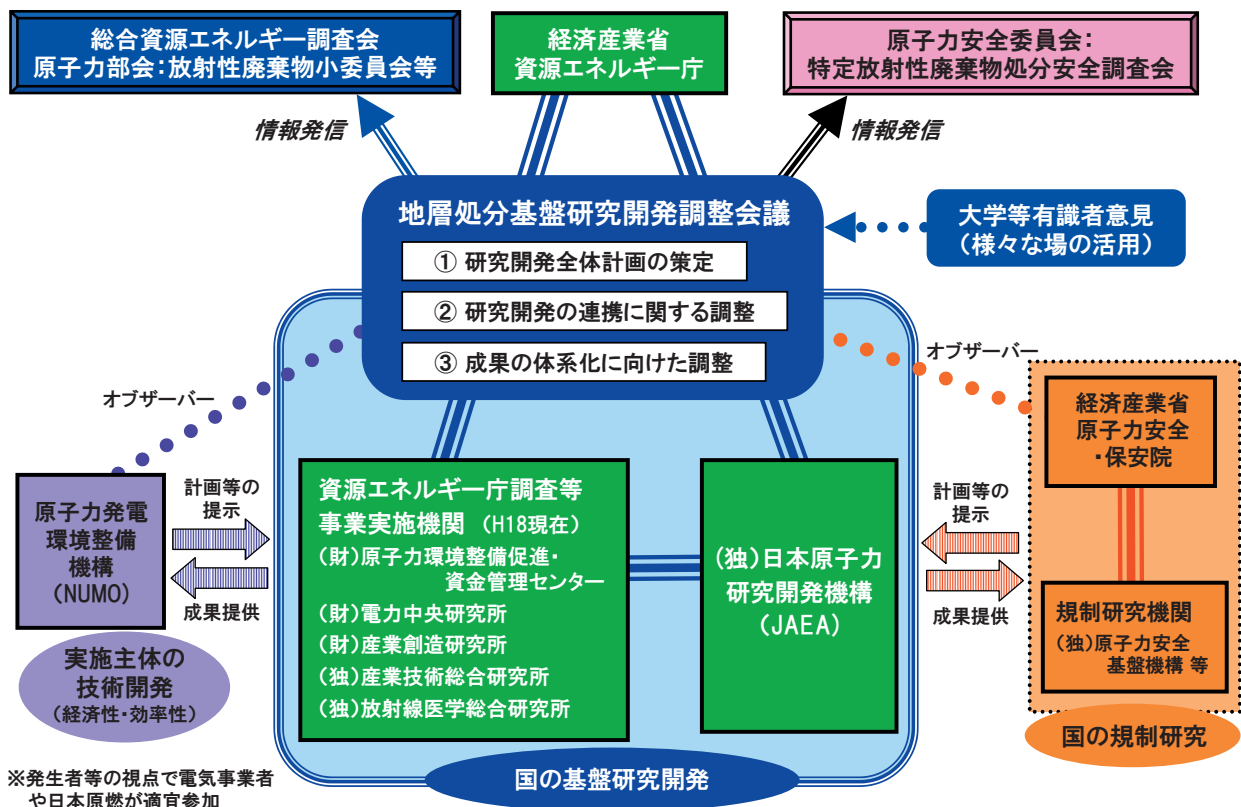 総合資源エネルギー調査会
原子力部会:放射性廃棄物小委員会等
経済産業省
資源エネルギー庁
原子力安全委員会:
特定放射性廃棄物処分安全調査会
情報発信
情報発信
地層処分基盤研究開発調整会議
① 研究開発全体計画の策定
② 研究開発の連携に関する調整
③ 成果の体系化に向けた調整
大学等有識者意見
(様々な場の活用)
オブザーバー
オブザーバー
原子力発電
環境整備
機構
(NUMO)
計画等の
提示
成果提供
実施主体の
技術開発
(経済性・効率性)
資源エネルギー庁調査等
事業実施機関 (H18現在)
(財)原子力環境整備促進・
資金管理センター
(財)電力中央研究所
(財)産業創造研究所
(独)産業技術総合研究所
(独)放射線医学総合研究所
(独)日本原子力
研究開発機構
(JAEA)
計画等の
提示
成果提供
経済産業省
原子力安全
・保安院
規制研究機関
(独)原子力安全
基盤機構 等
国の規制研究
国の基盤研究開発
※発生者等の視点で電気事業者
や日本原燃が適宜参加